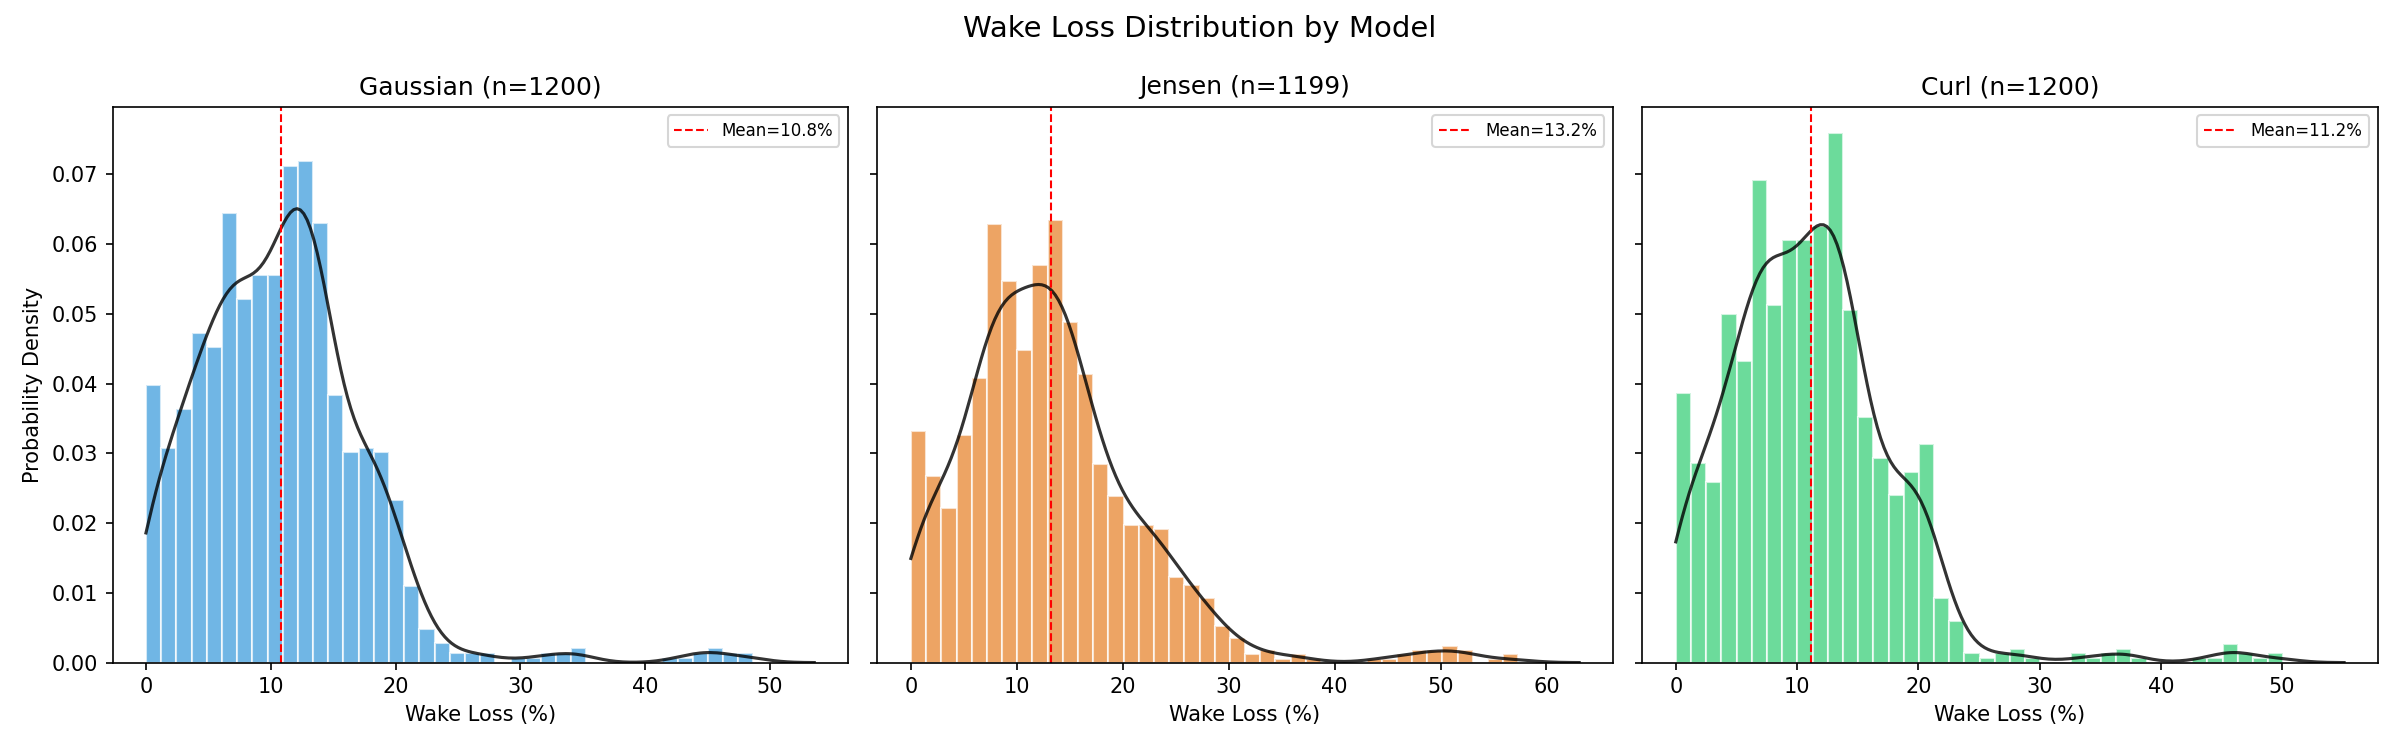 Wake Loss Distribution by Model
Gaussian (n=1200)
Mean=10.8%
Probability Density
0.07
0.06
0.05
0.04
0.03
0.02
0.01
0.00
0 10 20 30 40 50
Wake Loss (%)
Jensen (n=1199)
Mean=13.2%
0 10 20 30 40 50 60
Wake Loss (%)
Curl (n=1200)
Mean=11.2%
0 10 20 30 40 50
Wake Loss (%)